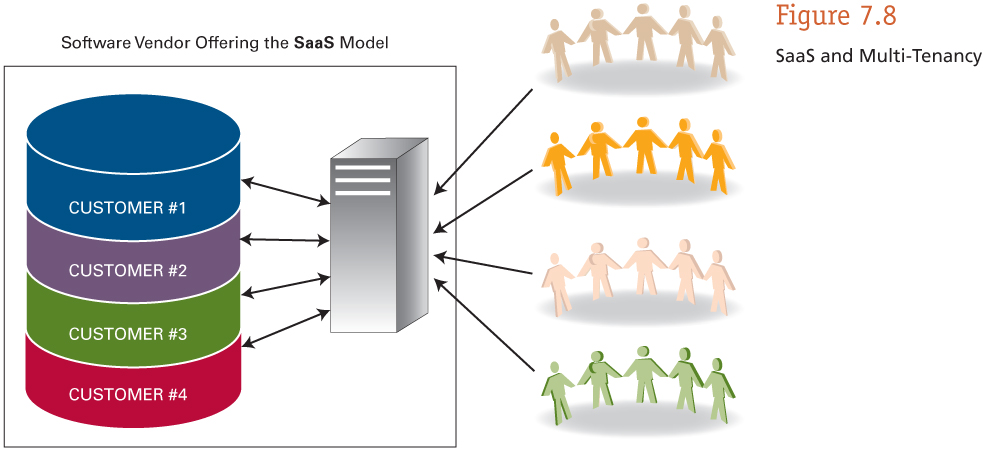 Figure 7.8
SaaS and Multi-Tenancy
Software Vendor Offering the SaaS Model
CUSTOMER #1
CUSTOMER #2
CUSTOMER #3
CUSTOMER #4